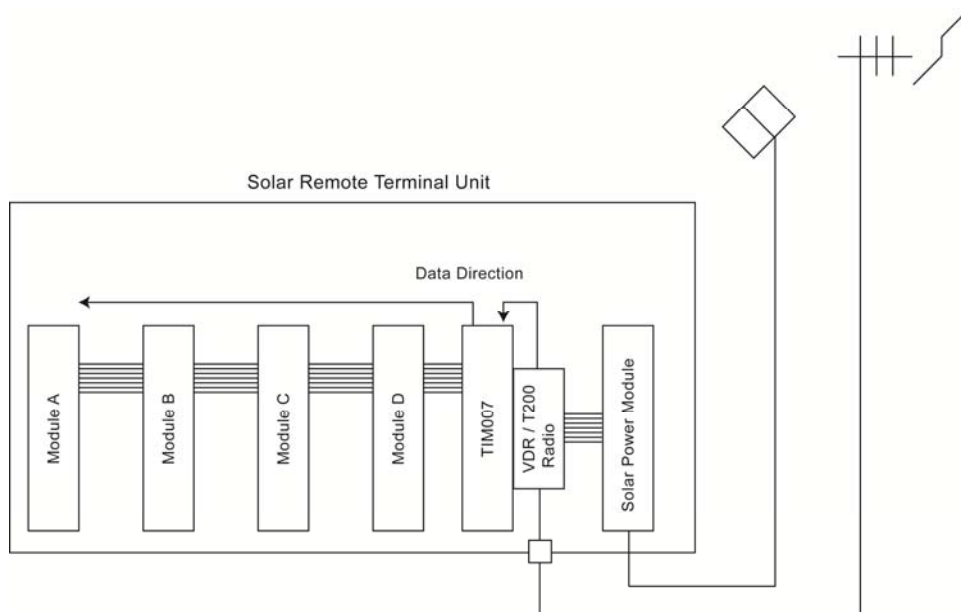 Solar Remote Terminal Unit
Data Direction
Module A
Module B
Module C
Module D
TIM007
VDR / T200
Radio
Solar Power Module